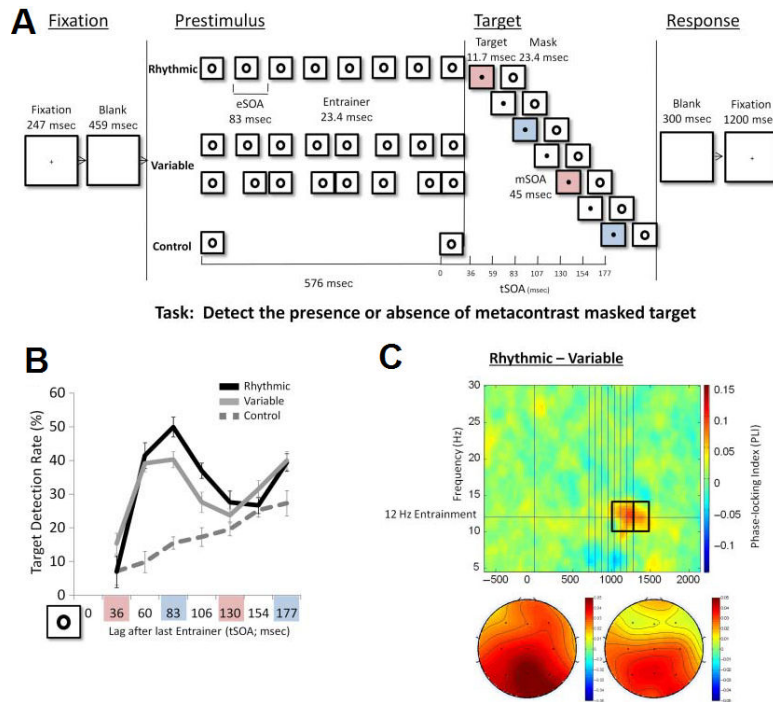 A
Fixation
Prestimulus
Target
Response
Target
11.7 msec
Mask
23.4 msec
Rhythmic
eSOA
83 msec
Entrainer
23.4 msec
Fixation
247 msec
Blank
459 msec
Blank
300 msec
Fixation
1200 msec
Variable
mSOA
45 msec
Control
576 msec
0 36 59 83 107 130 154 177
tSOA (msec)
Task: Detect the presence or absence of metacontrast masked target
B
Rhythmic
Variable
Control
Target Detection Rate (%)
60
50
40
30
20
10
0
0 36 60 83 106 130 154 177
Lag after last Entrainer (tSOA; msec)
C
Rhythmic – Variable
Frequency (Hz)
30
25
20
15
12 Hz Entrainment
10
5
-500 0 500 1000 1500 2000
0.15
0.10
0.05
0
-0.05
-0.10
Phase-locking Index (PLI)